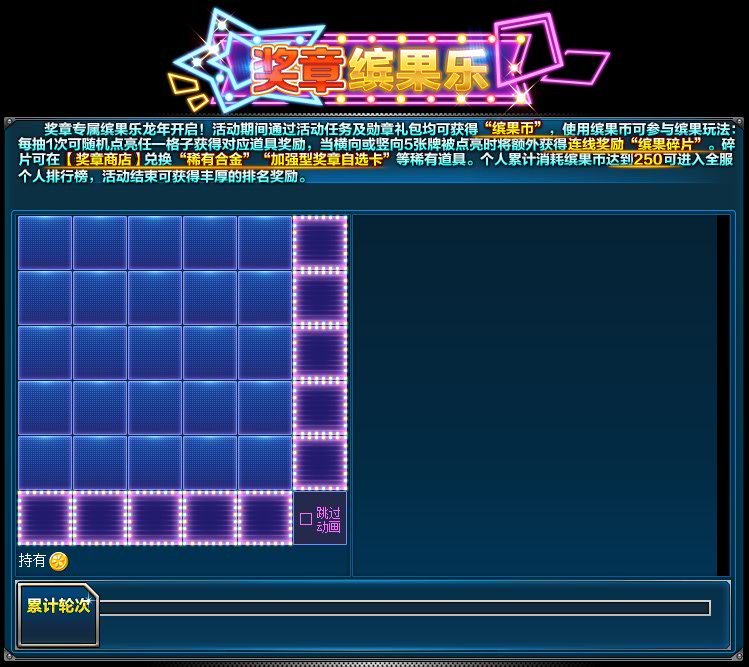 奖章缤果乐
奖章专属缤果乐龙年开启！活动期间通过活动任务及勋章礼包均可获得“缤果币”，使用缤果币可参与缤果玩法：
每抽1次可随机点亮任一格子获得对应道具奖励，当横向或竖向5张牌被点亮时将额外获得连线奖励“缤果碎片”。碎
片可在【奖章商店】兑换“稀有合金”“加强型奖章自选卡”等稀有道具。个人累计消耗缤果币达到250可进入全服
个人排行榜，活动结束可获得丰厚的排名奖励。
跳过
动画
持有
累计轮次